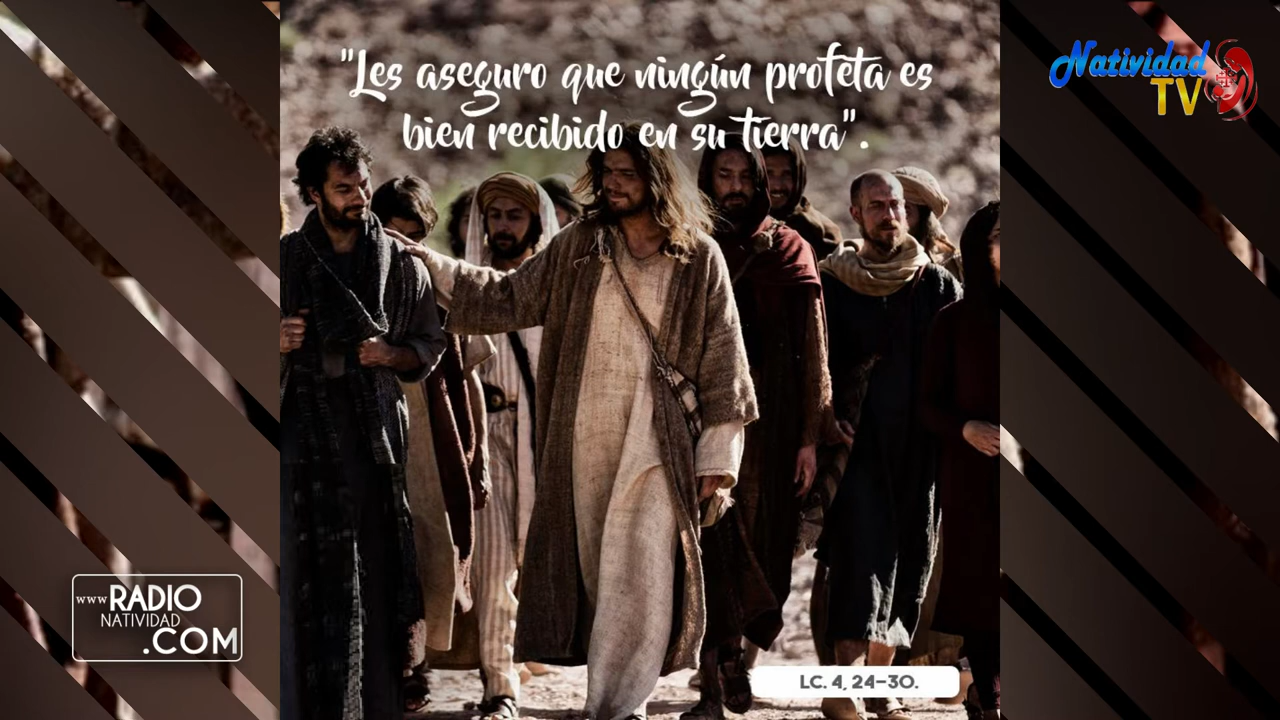 "Les aseguro que ningún profeta es
bien recibido en su tierra".
Natividad
TV
www RADIO
NATIVIDAD
.COM
LC. 4, 24-30.